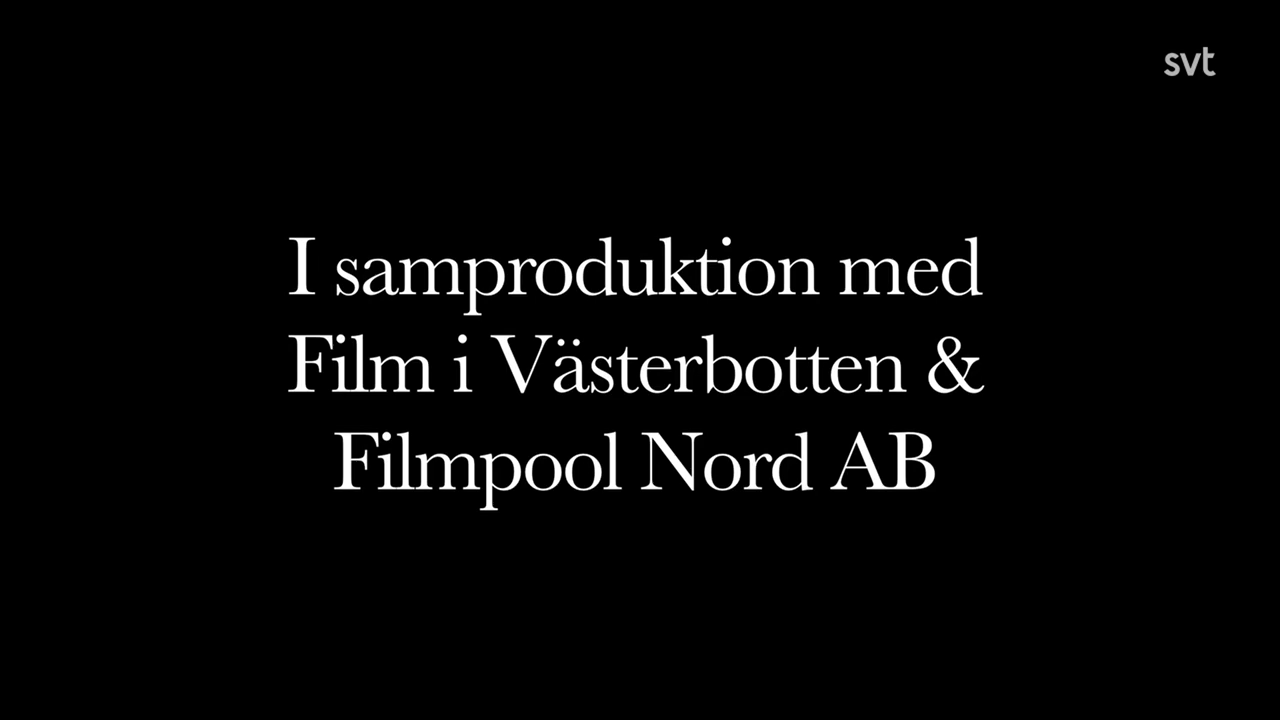 svt
I samproduktion med
Film i Västerbotten &
Filmpool Nord AB